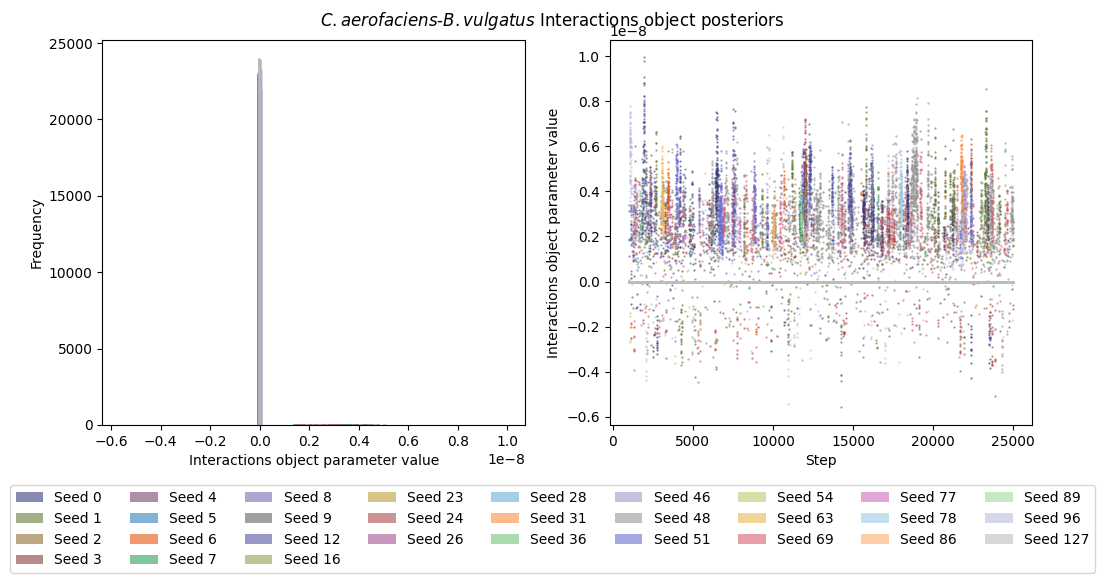 C.aerofaciens-B.vulgatus Interactions object posteriors
25000
20000
15000
10000
5000
0
Frequency
−0.6 −0.4 −0.2 0.0 0.2 0.4 0.6 0.8 1.0
1e−8
Interactions object parameter value
1e−8
1.0
0.8
0.6
0.4
0.2
0.0
−0.2
−0.4
−0.6
Interactions object parameter value
0 5000 10000 15000 20000 25000
Step
Seed 0 Seed 4 Seed 8 Seed 23 Seed 28 Seed 46 Seed 54 Seed 77 Seed 89
Seed 1 Seed 5 Seed 9 Seed 24 Seed 31 Seed 48 Seed 63 Seed 78 Seed 96
Seed 2 Seed 6 Seed 12 Seed 26 Seed 36 Seed 51 Seed 69 Seed 86 Seed 127
Seed 3 Seed 7 Seed 16